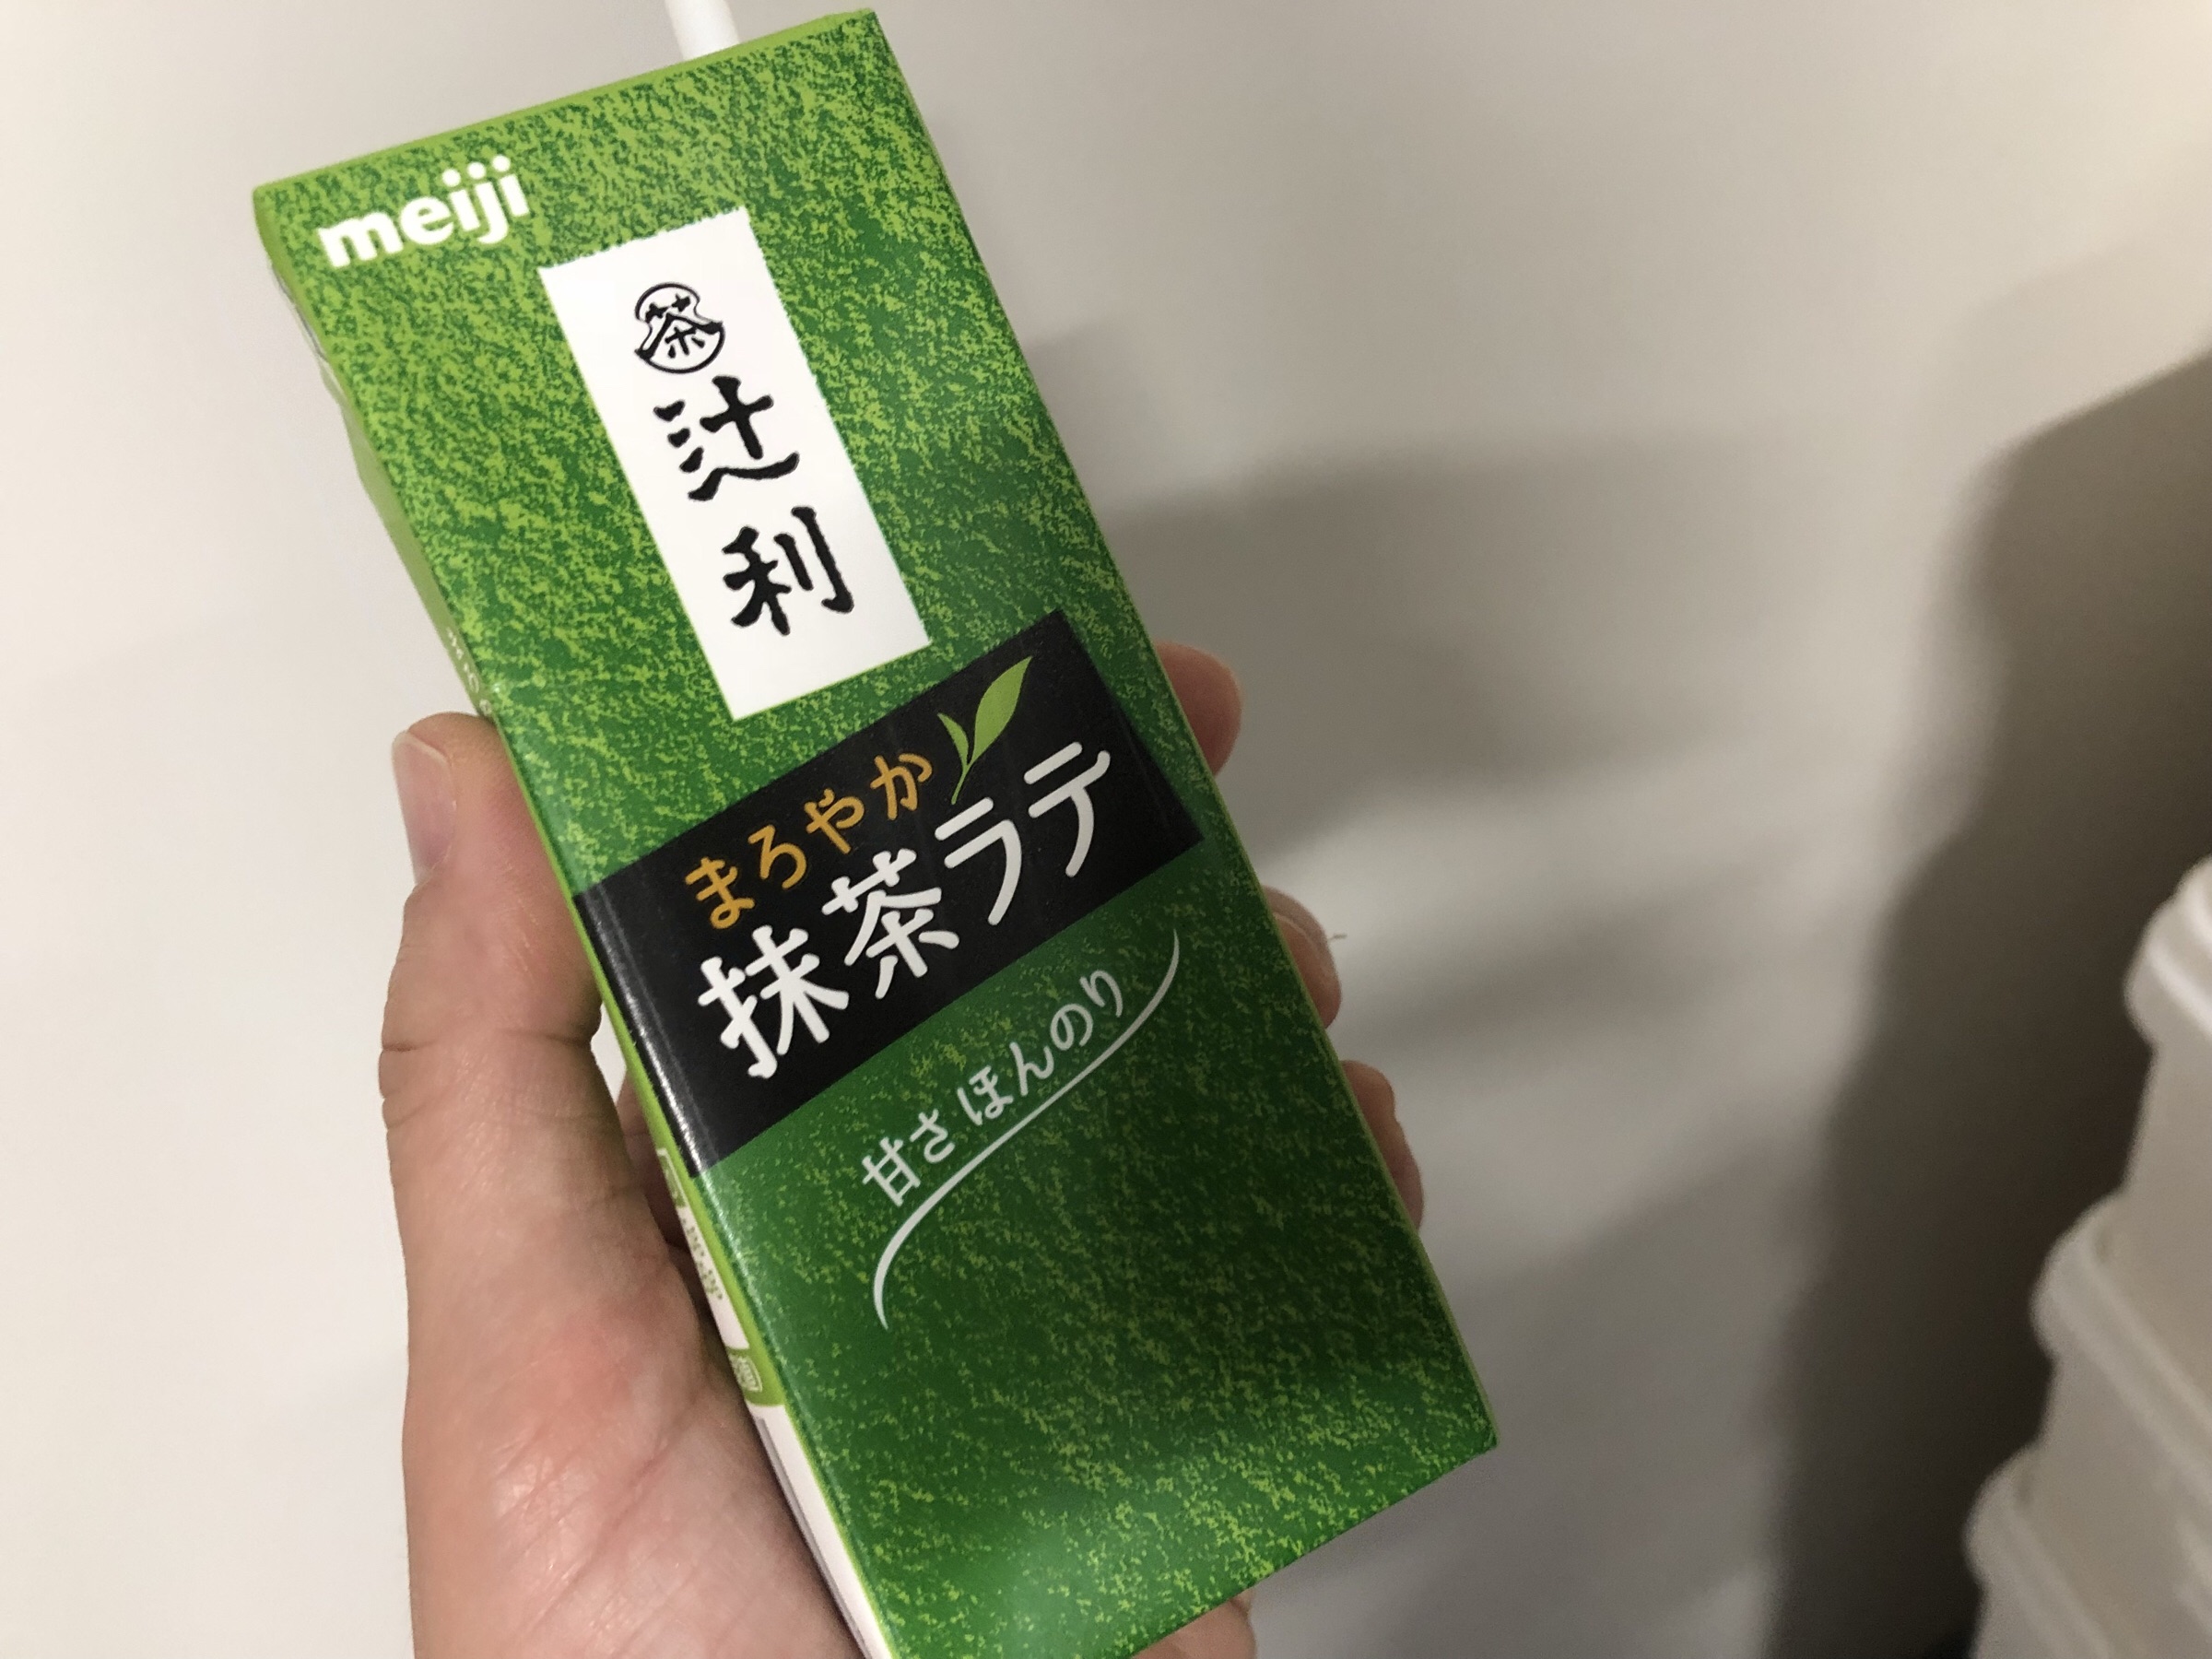 meiji
茶
辻利
まろやか
抹茶ラテ
甘さ ほんのり